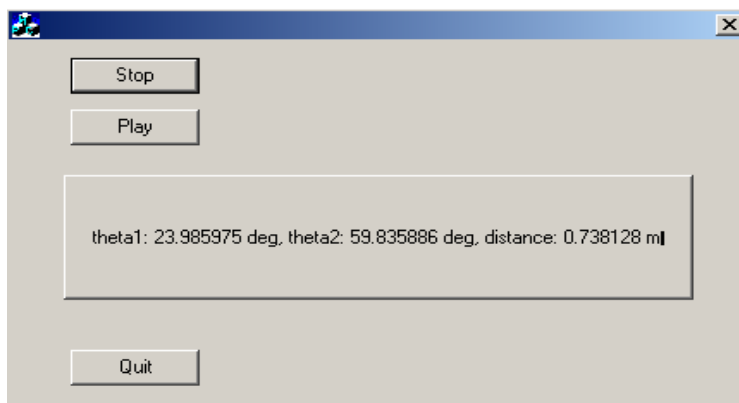 Stop
Play
theta1: 23.985975 deg, theta2: 59.835886 deg, distance: 0.738128 m
Quit